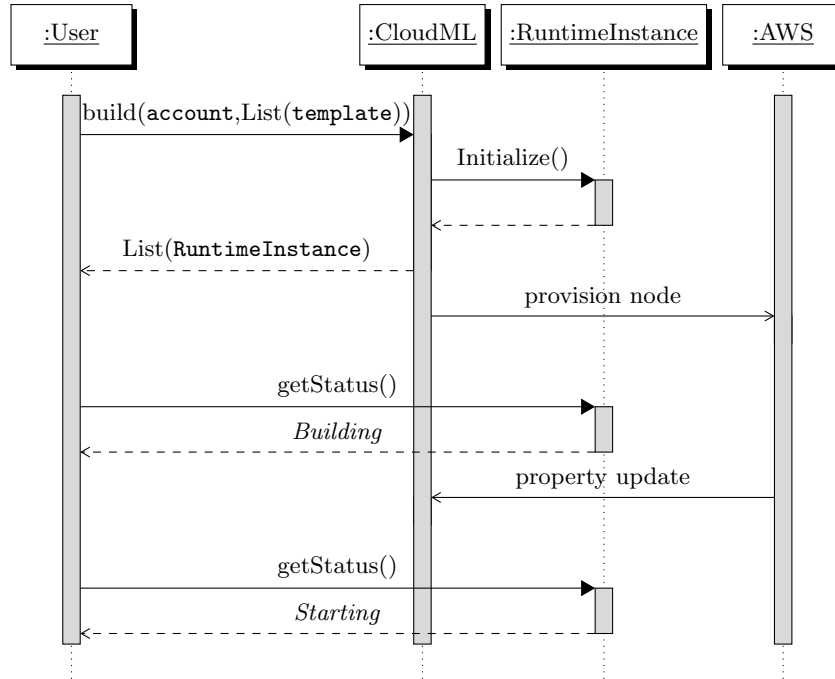 :User :CloudML :RuntimeInstance :AWS
build(account,List(template))
Initialize()
List(RuntimeInstance)
provision node
getStatus()
Building
property update
getStatus()
Starting